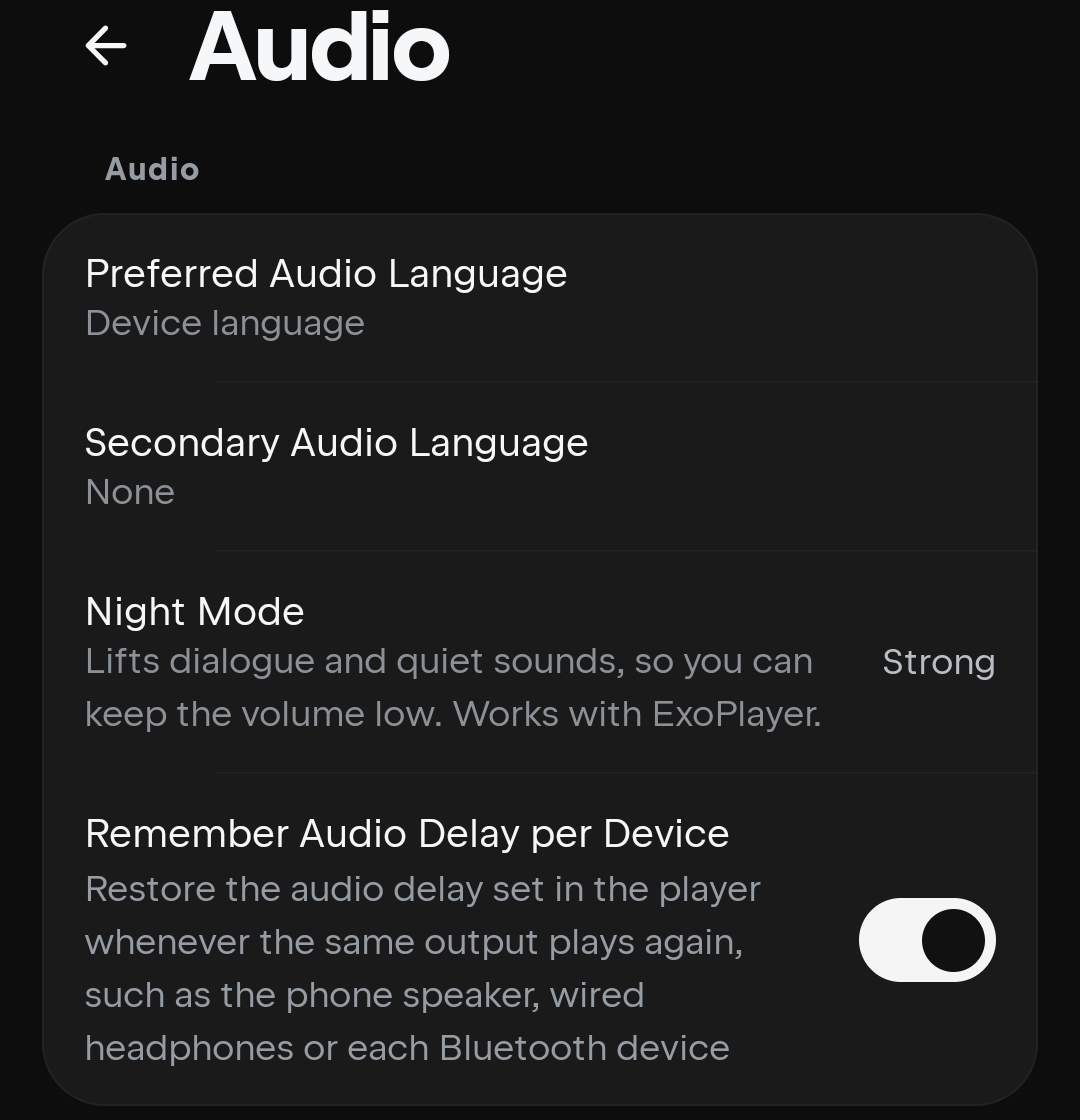 Audio
Audio
Preferred Audio Language
Device language
Secondary Audio Language
None
Night Mode
Lifts dialogue and quiet sounds, so you can
keep the volume low. Works with ExoPlayer.
Strong
Remember Audio Delay per Device
Restore the audio delay set in the player
whenever the same output plays again,
such as the phone speaker, wired
headphones or each Bluetooth device